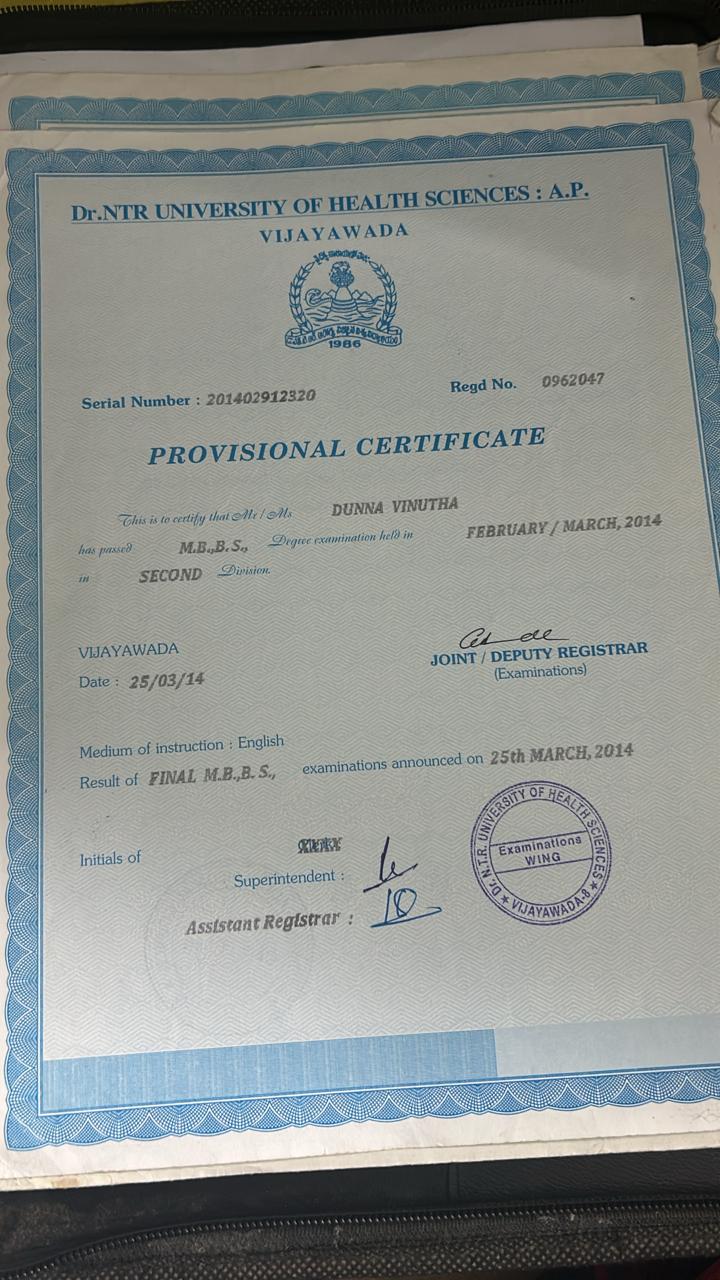 Dr.NTR UNIVERSITY OF HEALTH SCIENCES : A.P.
VIJAYAWADA
1986
Serial Number : 201402912320 Regd No. 0962047
PROVISIONAL CERTIFICATE
This is to certify that Mr / Ms DUNNA VINUTHA
has passed M.B.,B.S., Degree examination held in FEBRUARY / MARCH, 2014
in SECOND Division.
VIJAYAWADA
Date : 25/03/14
JOINT / DEPUTY REGISTRAR
(Examinations)
Medium of instruction : English
Result of FINAL M.B.,B.S., examinations announced on 25th MARCH, 2014
Initials of
Superintendent :
Assistant Registrar :
Dr. N.T.R. UNIVERSITY OF HEALTH SCIENCES
Examinations
WING
★ VIJAYAWADA-8 ★